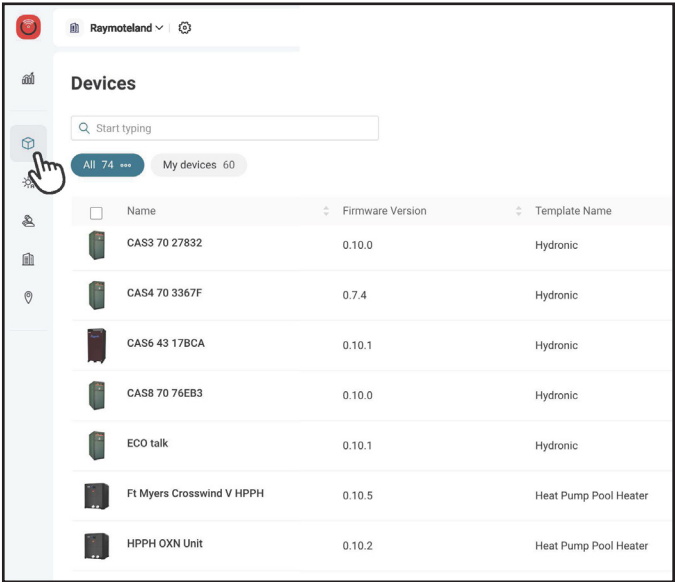 Raymoteland
Devices
Start typing
All 74 My devices 60
Name Firmware Version Template Name
CAS3 70 27832 0.10.0 Hydronic
CAS4 70 3367F 0.7.4 Hydronic
CAS6 43 17BCA 0.10.1 Hydronic
CAS8 70 76EB3 0.10.0 Hydronic
ECO talk 0.10.1 Hydronic
Ft Myers Crosswind V HPPH 0.10.5 Heat Pump Pool Heater
HPPH OXN Unit 0.10.2 Heat Pump Pool Heater